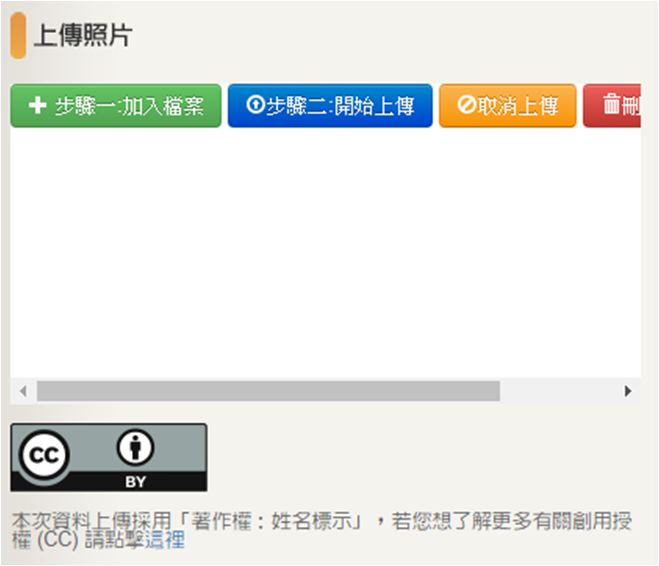 上傳照片
步驟一:加入檔案 步驟二:開始上傳 取消上傳 刪
CC BY
本次資料上傳採用「著作權：姓名標示」，若您想了解更多有關創用授
權 (CC) 請點擊這裡